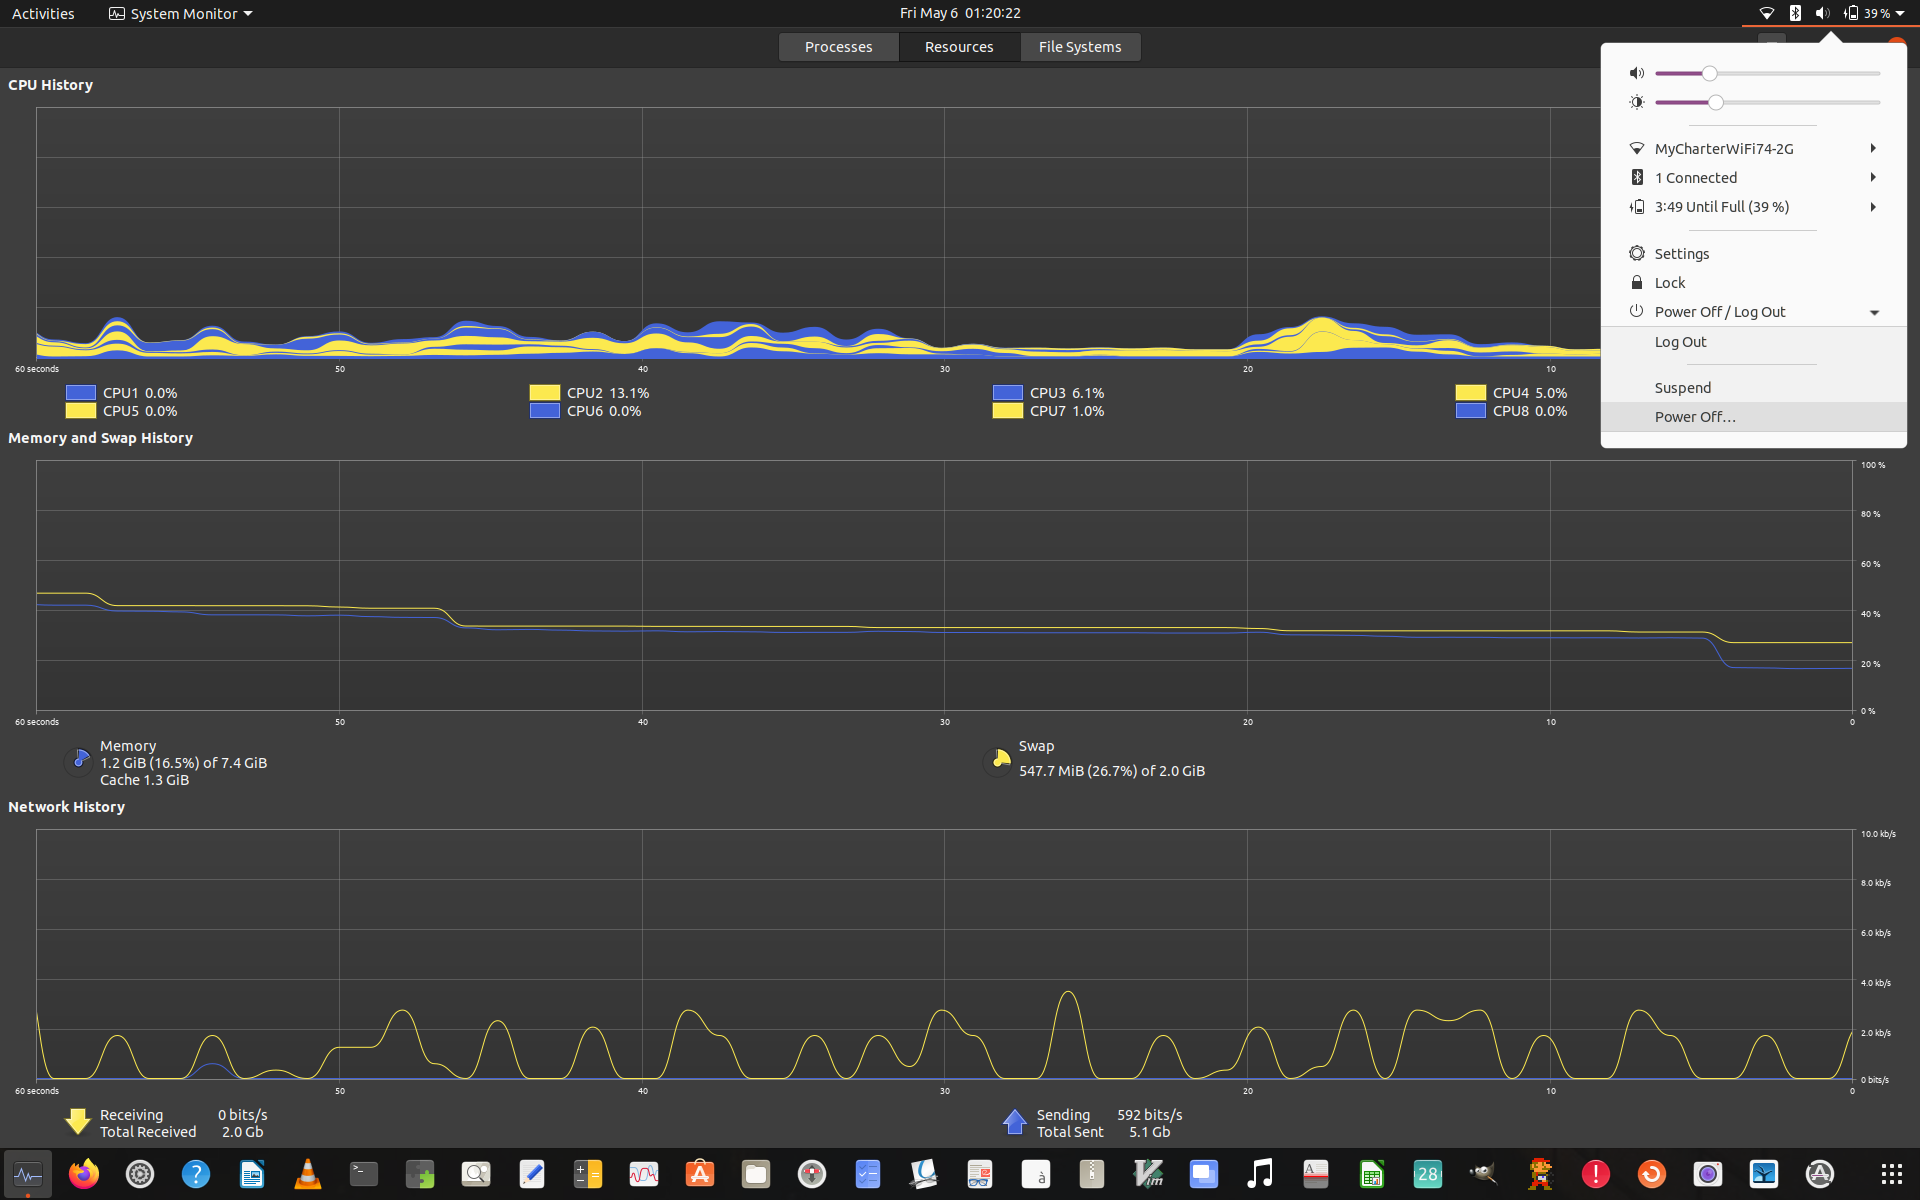 Activities
System Monitor
Fri May 6 01:20:22
39 %
Processes
Resources
File Systems
CPU History
60 seconds 50 40 30 20 10
CPU1 0.0% CPU2 13.1% CPU3 6.1% CPU4 5.0%
CPU5 0.0% CPU6 0.0% CPU7 1.0% CPU8 0.0%
MyCharterWiFi74-2G
1 Connected
3:49 Until Full (39 %)
Settings
Lock
Power Off / Log Out
Log Out
Suspend
Power Off…
Memory and Swap History
100 %
80 %
60 %
40 %
20 %
0 %
60 seconds 50 40 30 20 10 0
Memory
1.2 GiB (16.5%) of 7.4 GiB
Cache 1.3 GiB
Swap
547.7 MiB (26.7%) of 2.0 GiB
Network History
10.0 kb/s
8.0 kb/s
6.0 kb/s
4.0 kb/s
2.0 kb/s
0 bits/s
60 seconds 50 40 30 20 10 0
Receiving 0 bits/s
Total Received 2.0 Gb
Sending 592 bits/s
Total Sent 5.1 Gb
>_
?
à
Vim
A
28
!